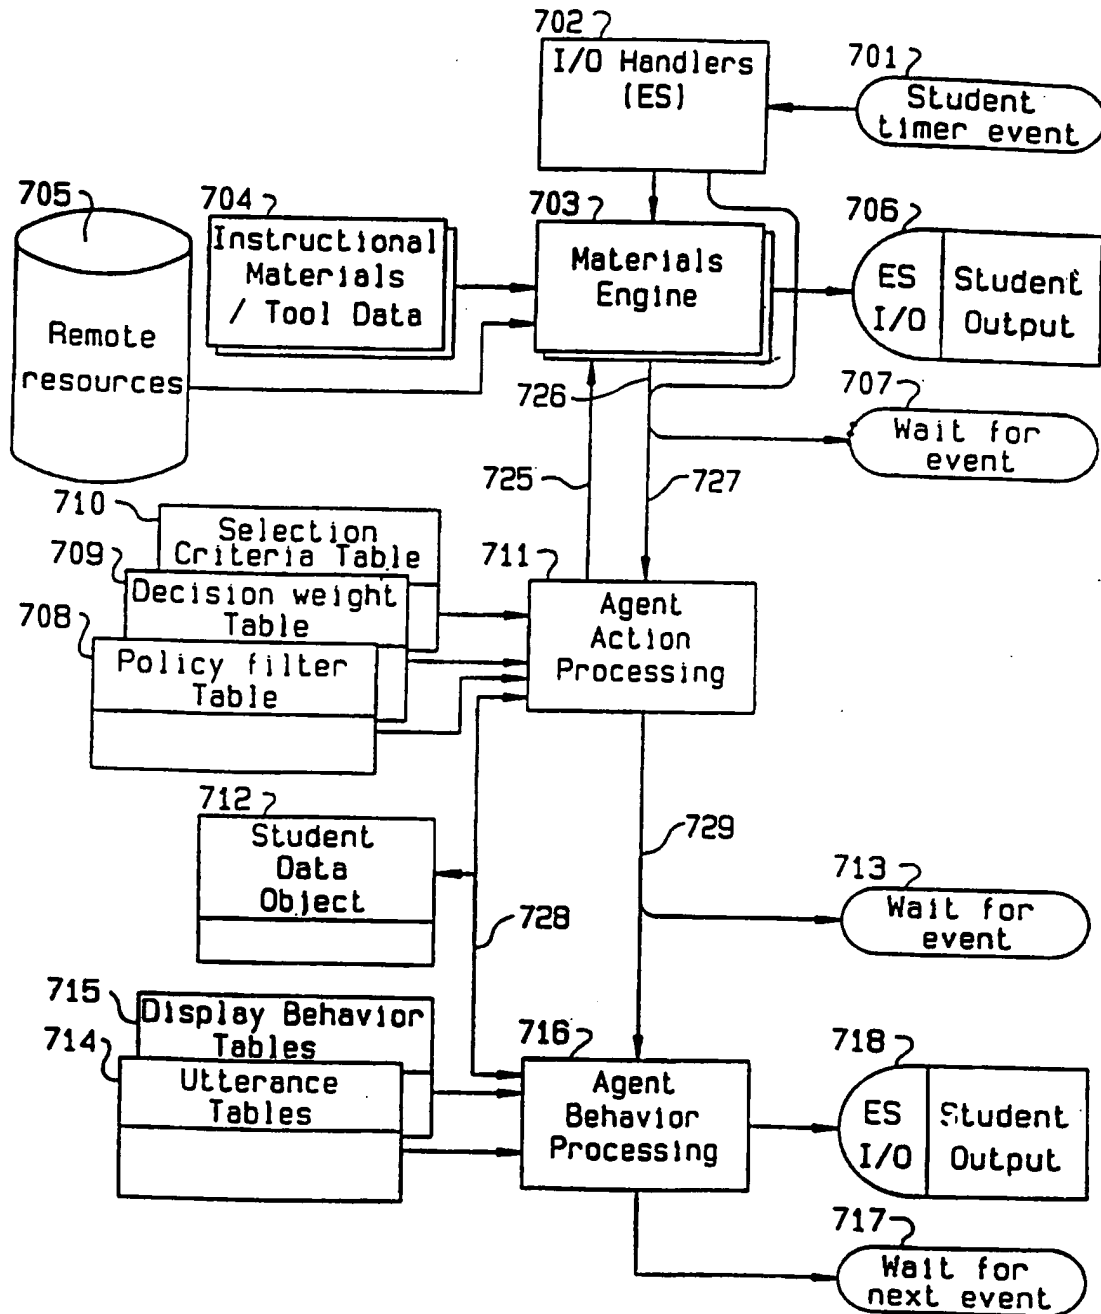 702
I/O Handlers
(ES)
701
Student
timer event
705
Remote
resources
704
Instructional
Materials
/ Tool Data
703
Materials
Engine
706
ES
I/O
Student
Output
726
707
Wait for
event
725
727
710
Selection
Criteria Table
709
Decision weight
Table
708
Policy filter
Table
711
Agent
Action
Processing
712
Student
Data
Object
728
729
713
Wait for
event
715
Display Behavior
Tables
714
Utterance
Tables
716
Agent
Behavior
Processing
718
ES
I/O
Student
Output
717
Wait for
next event